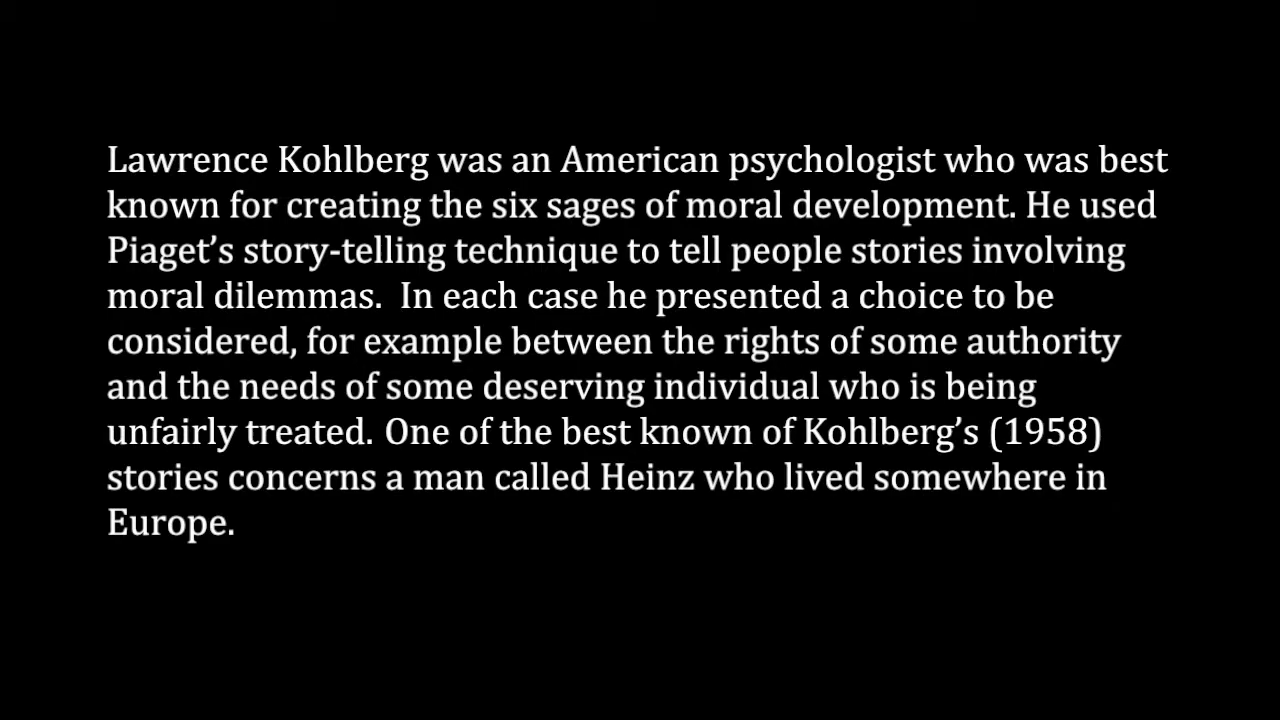 Lawrence Kohlberg was an American psychologist who was best
known for creating the six sages of moral development. He used
Piaget’s story-telling technique to tell people stories involving
moral dilemmas.  In each case he presented a choice to be
considered, for example between the rights of some authority
and the needs of some deserving individual who is being
unfairly treated. One of the best known of Kohlberg’s (1958)
stories concerns a man called Heinz who lived somewhere in
Europe.